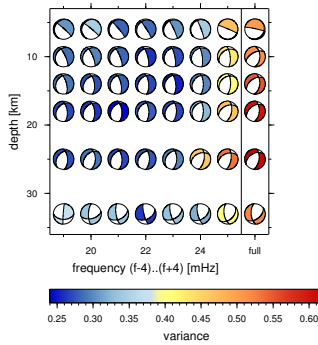 10
20
30
depth [km]
20 22 24 full
frequency (f-4)..(f+4) [mHz]
0.25 0.30 0.35 0.40 0.45 0.50 0.55 0.60
variance